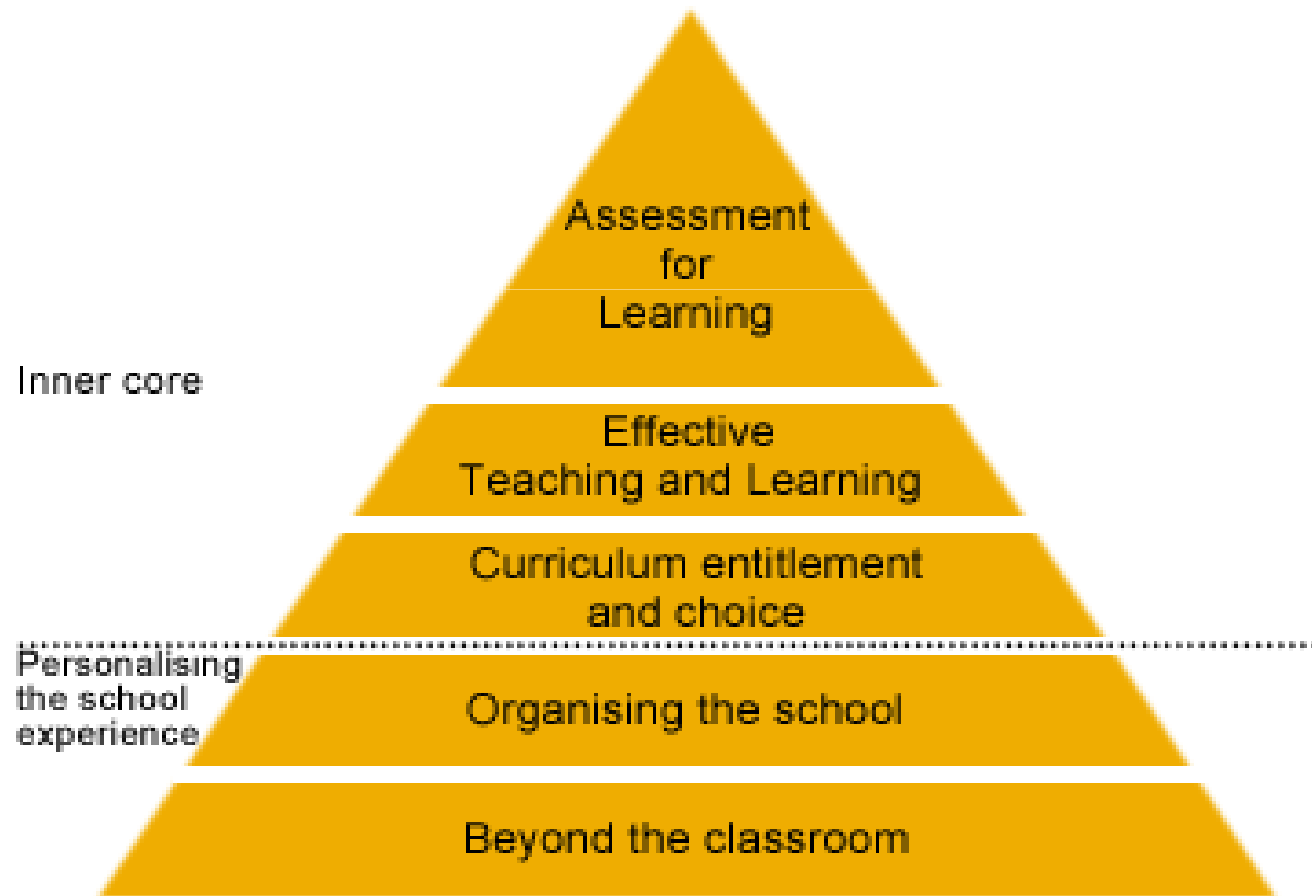 Assessment
for
Learning
Inner core
Effective
Teaching and Learning
Curriculum entitlement
and choice
Personalising
the school
experience
Organising the school
Beyond the classroom